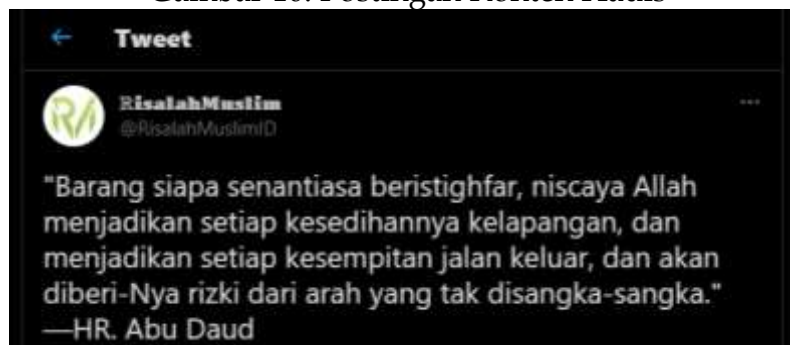 Tweet
RisalahMuslim
@RisalahMuslimID
"Barang siapa senantiasa beristighfar, niscaya Allah
menjadikan setiap kesedihannya kelapangan, dan
menjadikan setiap kesempitan jalan keluar, dan akan
diberi-Nya rizki dari arah yang tak disangka-sangka."
—HR. Abu Daud